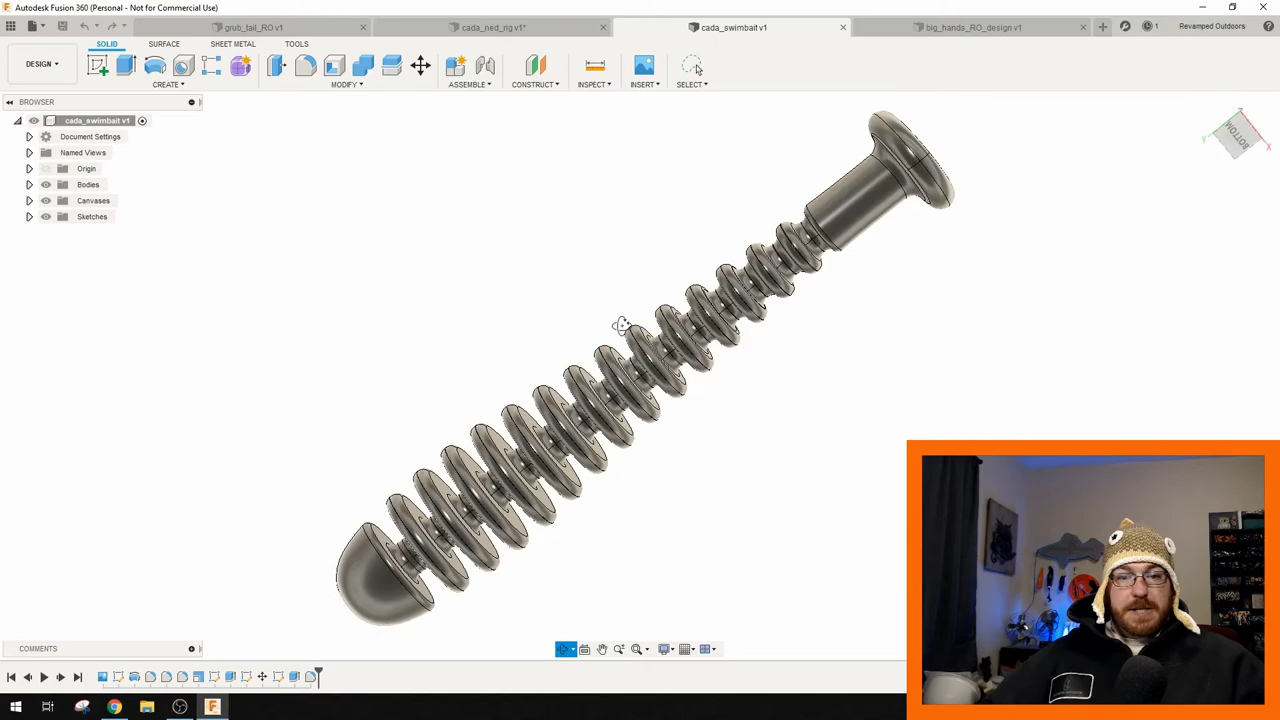 Autodesk Fusion 360 (Personal - Not for Commercial Use)
grub_tail_RO v1
cada_ned_rig v1*
cada_swimbait v1
big_hands_RO_design v1
1
Revamped Outdoors
SOLID
SURFACE
SHEET METAL
TOOLS
DESIGN
CREATE
MODIFY
ASSEMBLE
CONSTRUCT
INSPECT
INSERT
SELECT
BROWSER
cada_swimbait v1
Document Settings
Named Views
Origin
Bodies
Canvases
Sketches
BOTTOM
Z
Y
X
COMMENTS